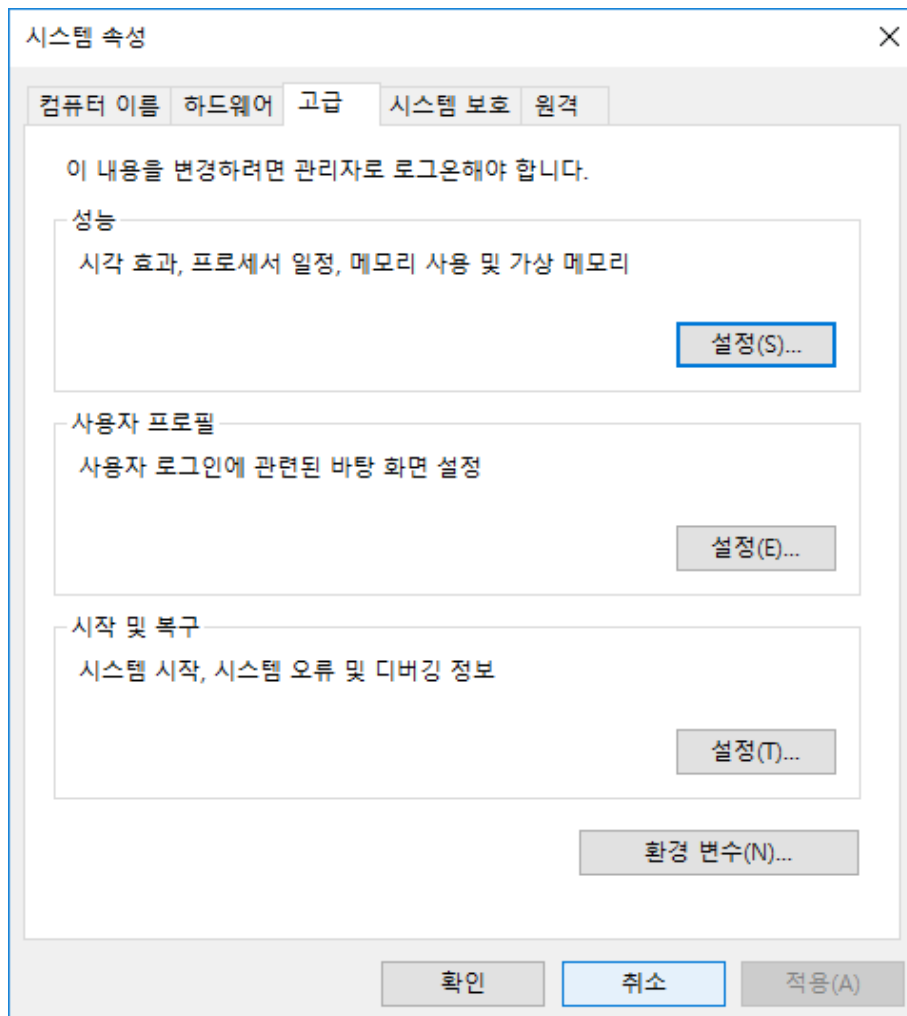 시스템 속성
컴퓨터 이름 하드웨어 고급 시스템 보호 원격
이 내용을 변경하려면 관리자로 로그온해야 합니다.
성능
시각 효과, 프로세서 일정, 메모리 사용 및 가상 메모리
설정(S)...
사용자 프로필
사용자 로그인에 관련된 바탕 화면 설정
설정(E)...
시작 및 복구
시스템 시작, 시스템 오류 및 디버깅 정보
설정(T)...
환경 변수(N)...
확인 취소 적용(A)